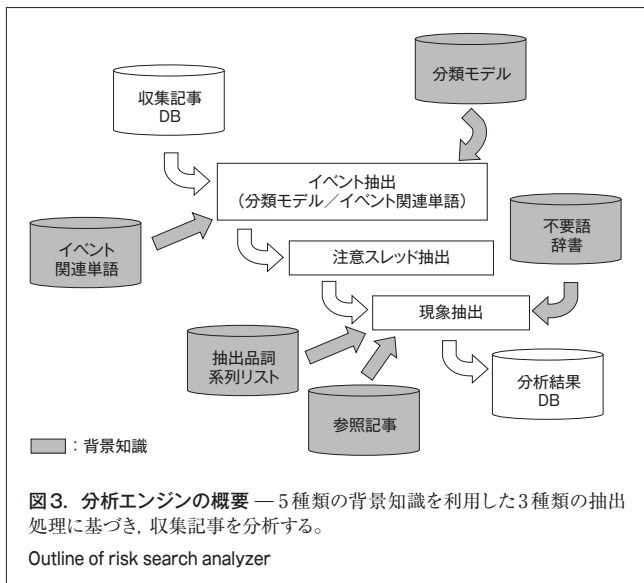 分類モデル
収集記事
DB
イベント抽出
(分類モデル/イベント関連単語)
イベント
関連単語
不要語
辞書
注意スレッド抽出
現象抽出
抽出品詞
系列リスト
参照記事
分析結果
DB
：背景知識
図3．分析エンジンの概要 — 5種類の背景知識を利用した3種類の抽出
処理に基づき，収集記事を分析する。
Outline of risk search analyzer